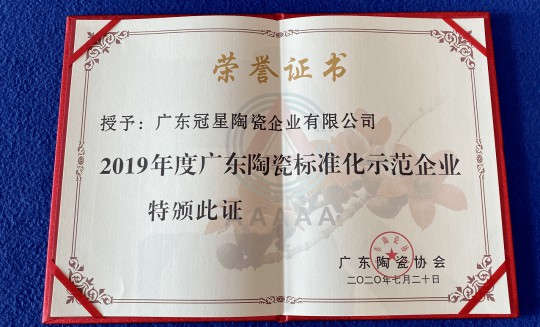 荣誉证书
授予：广东冠星陶瓷企业有限公司
2019年度广东陶瓷标准化示范企业
特颁此证
AAAAA
广东陶瓷协会
二〇二〇年七月二十日